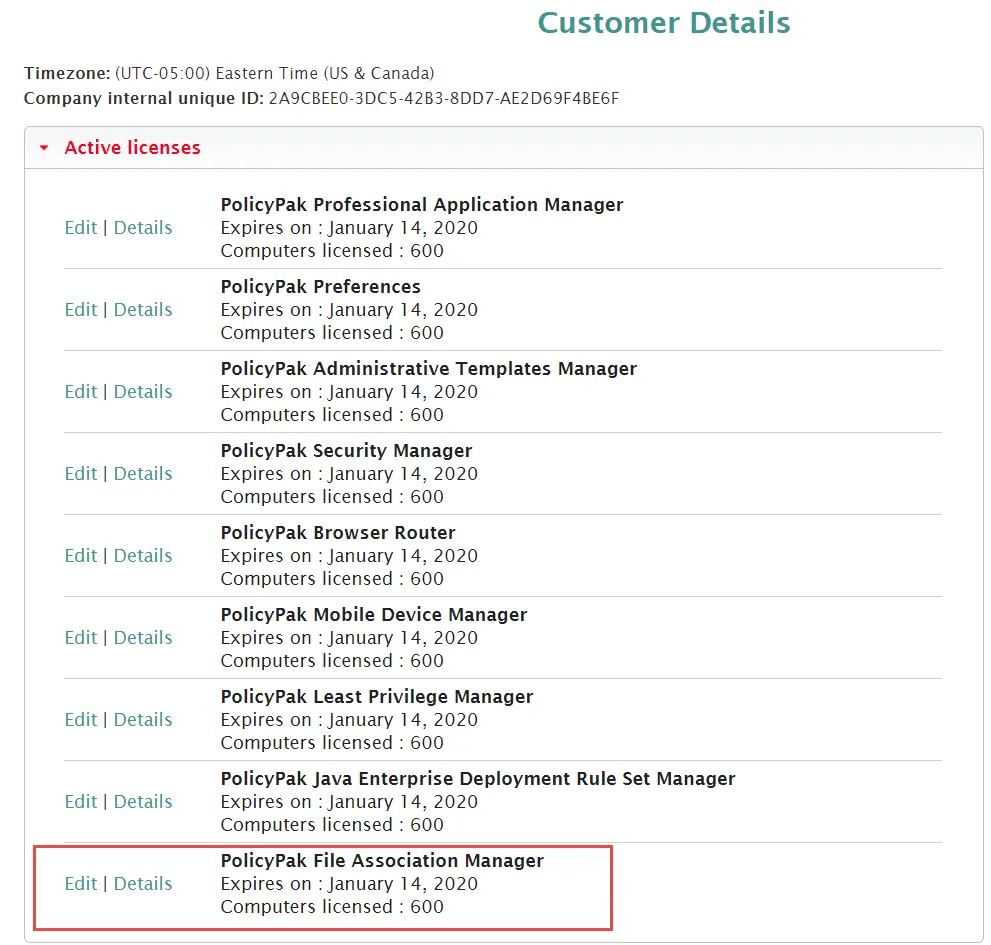 Customer Details
Timezone: (UTC-05:00) Eastern Time (US & Canada)
Company internal unique ID: 2A9CBEE0-3DC5-42B3-8DD7-AE2D69F4BE6F
Active licenses
PolicyPak Professional Application Manager
Edit | Details
Expires on : January 14, 2020
Computers licensed : 600
PolicyPak Preferences
Edit | Details
Expires on : January 14, 2020
Computers licensed : 600
PolicyPak Administrative Templates Manager
Edit | Details
Expires on : January 14, 2020
Computers licensed : 600
PolicyPak Security Manager
Edit | Details
Expires on : January 14, 2020
Computers licensed : 600
PolicyPak Browser Router
Edit | Details
Expires on : January 14, 2020
Computers licensed : 600
PolicyPak Mobile Device Manager
Edit | Details
Expires on : January 14, 2020
Computers licensed : 600
PolicyPak Least Privilege Manager
Edit | Details
Expires on : January 14, 2020
Computers licensed : 600
PolicyPak Java Enterprise Deployment Rule Set Manager
Edit | Details
Expires on : January 14, 2020
Computers licensed : 600
PolicyPak File Association Manager
Edit | Details
Expires on : January 14, 2020
Computers licensed : 600